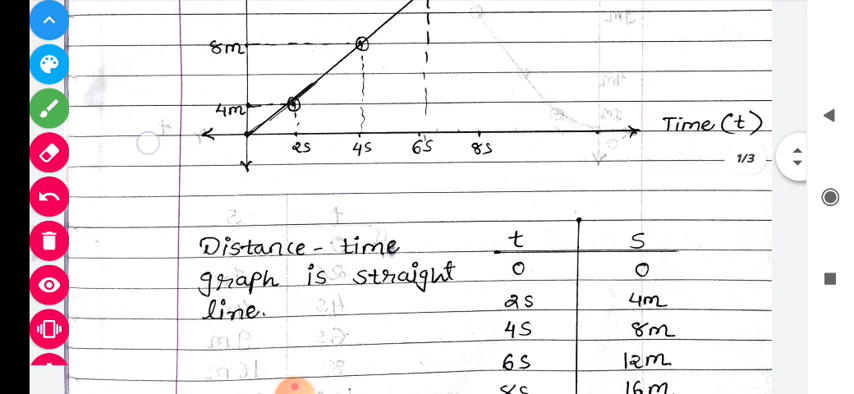 8m
4m
2s 4s 6s 8s
Time (t)
1/3
Distance - time
graph is straight
line.
t s
0 0
2s 4m
4s 8m
6s 12m
8s 16m